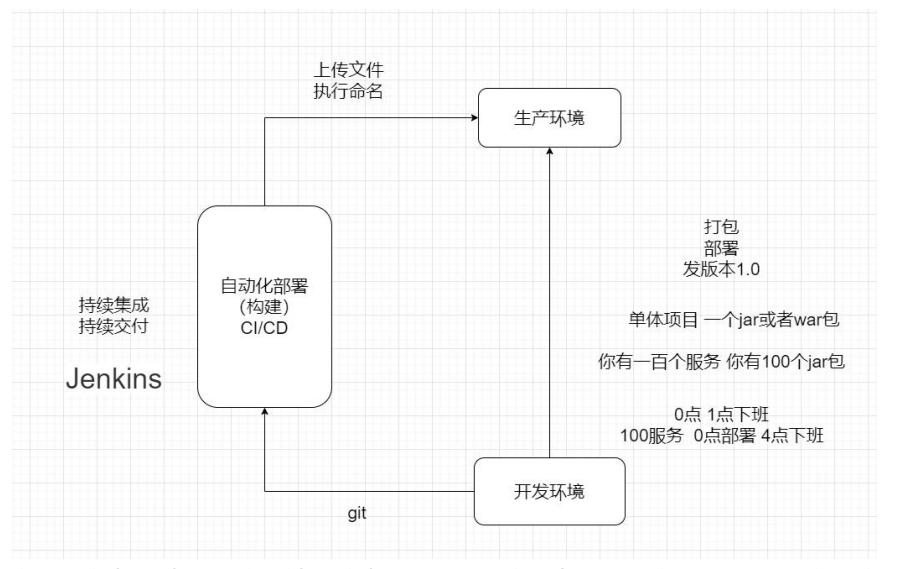 上传文件
执行命名
生产环境
打包
部署
发版本1.0
自动化部署
（构建）
CI/CD
持续集成
持续交付
Jenkins
单体项目 一个jar或者war包
你有一百个服务 你有100个jar包
0点 1点下班
100服务 0点部署 4点下班
开发环境
git